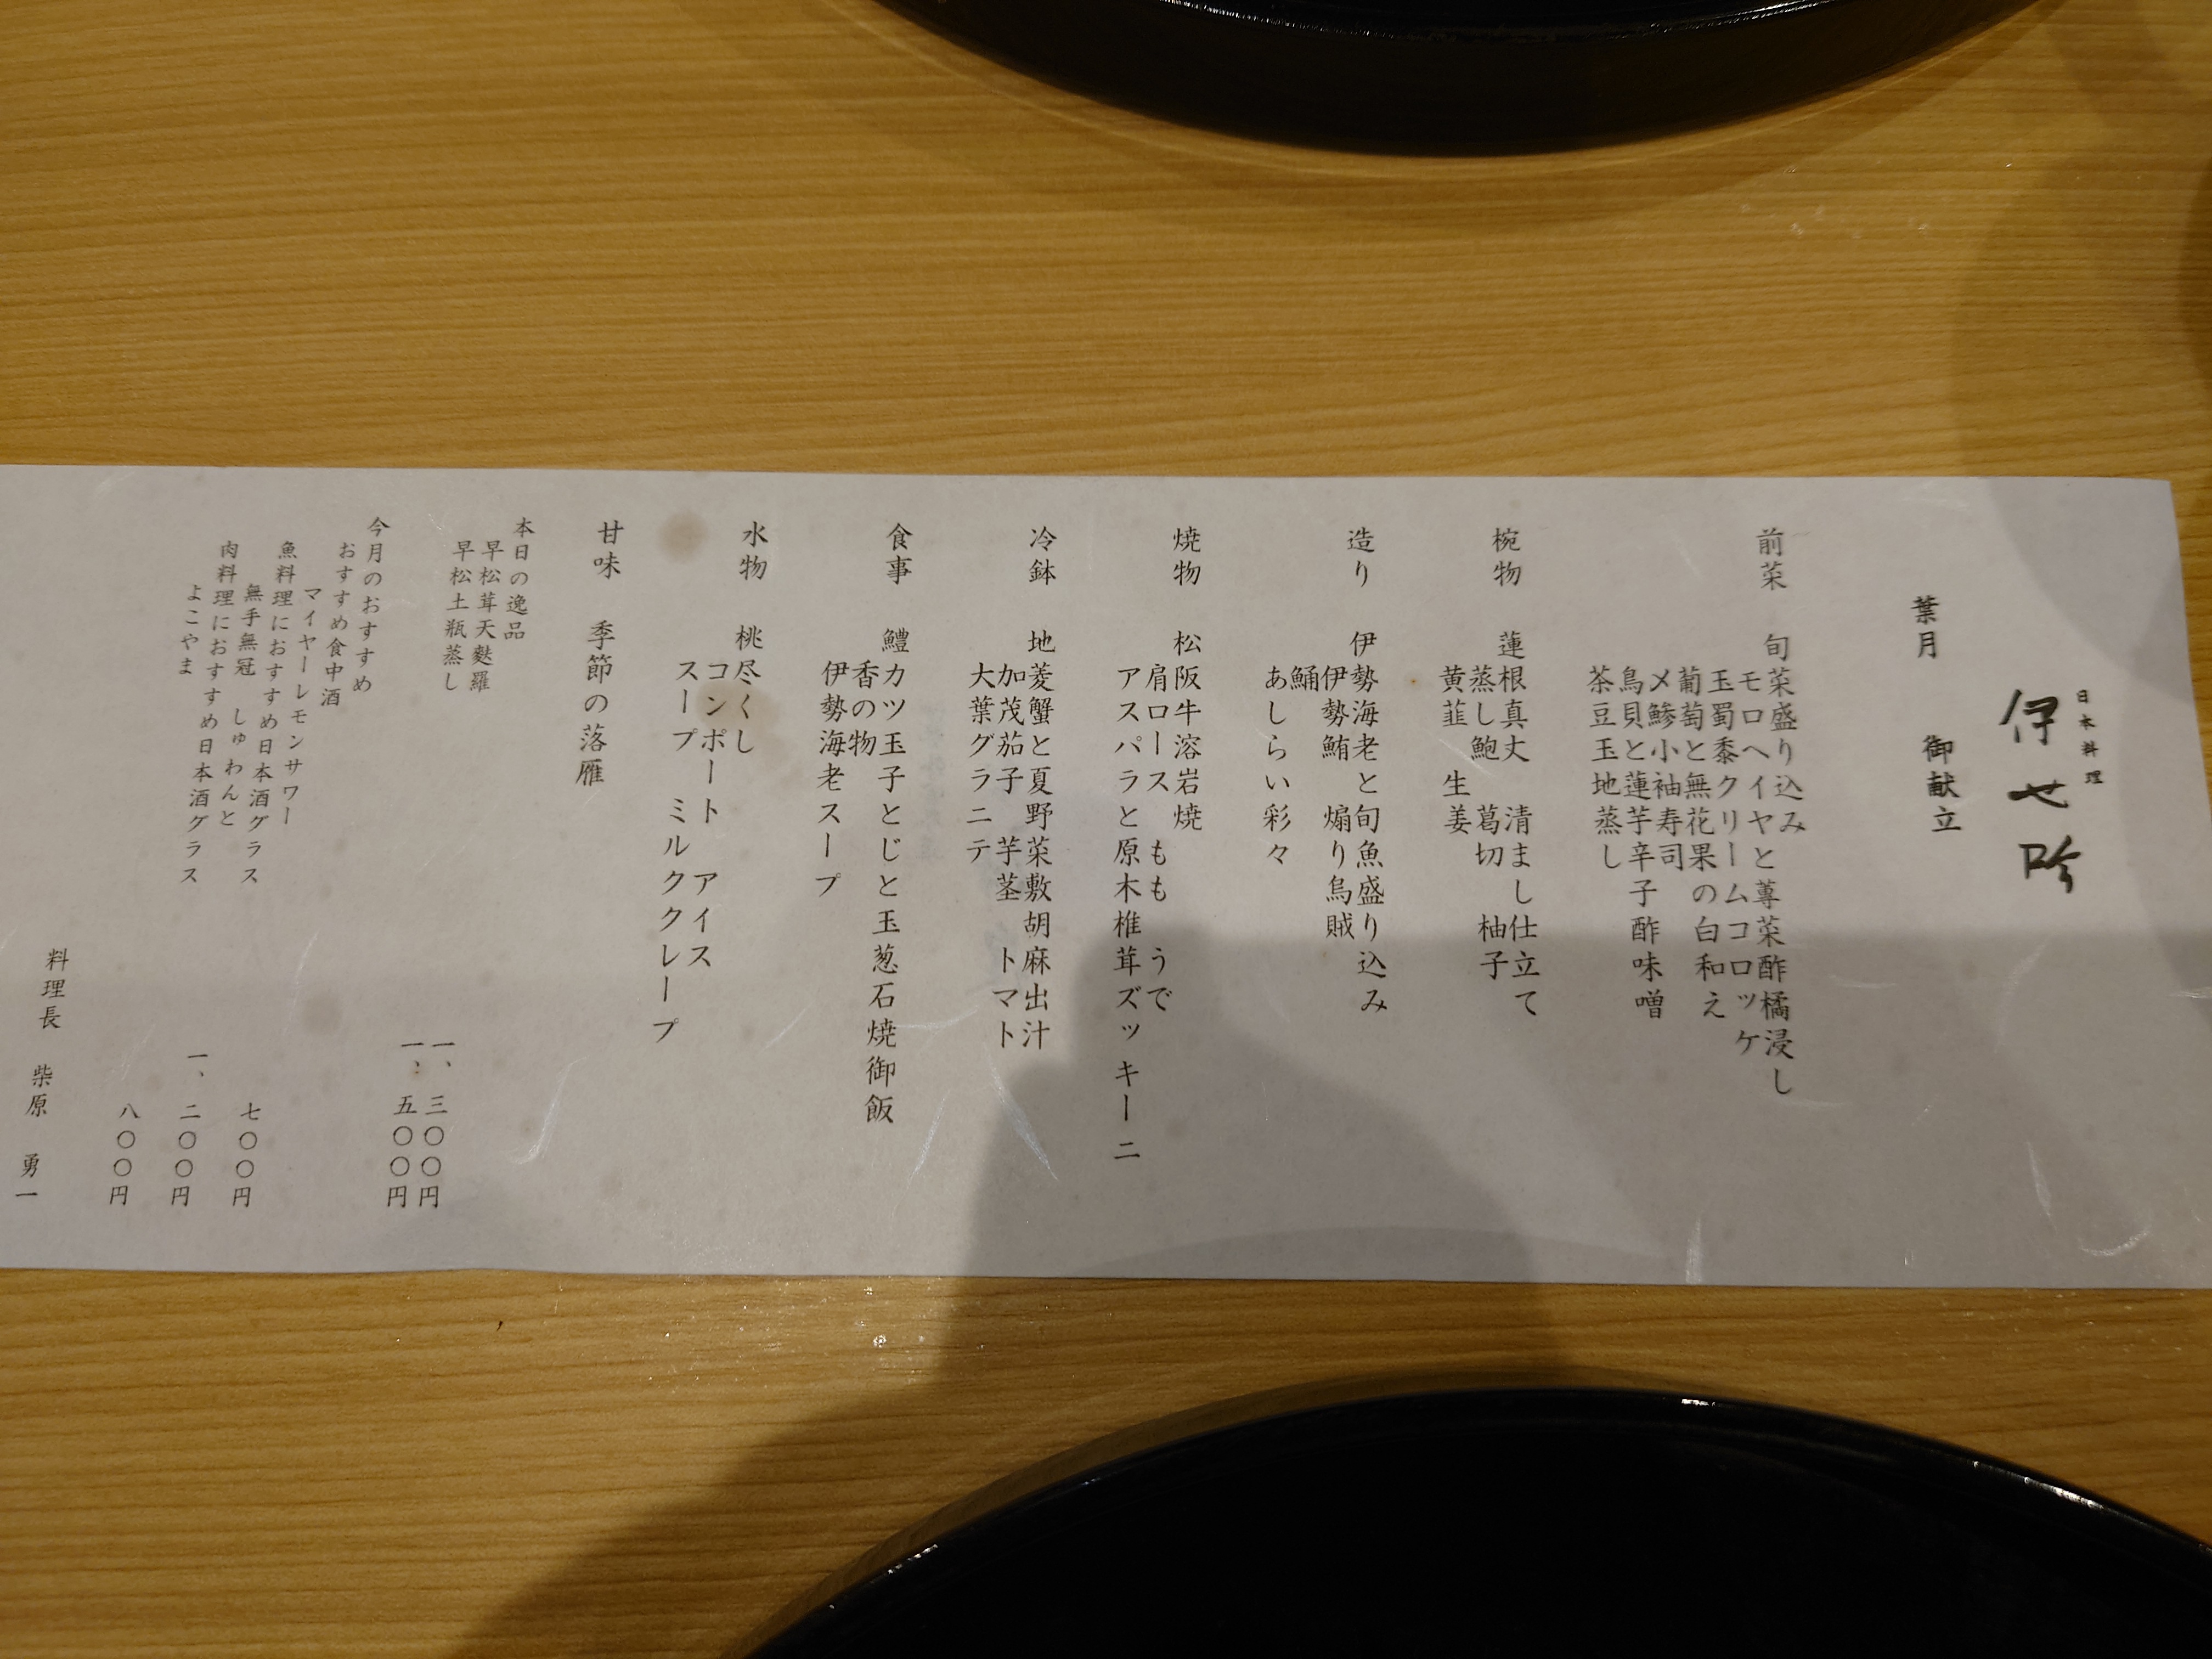 日本料理
伊せ吟
葉月　御献立
前菜　旬菜盛り込み
モロヘイヤと蓴菜酢橘浸し
玉蜀黍クリームコロッケ
葡萄と無花果の白和え
〆鯵小袖寿司
鳥貝と蓮芋辛子酢味噌
茶豆玉地蒸し
椀物　蓮根真丈　清まし仕立て
蒸し鮑　葛切　柚子
黄韮　生姜
造り　伊勢海老と旬魚盛り込み
伊勢鮪　煽り烏賊
鯒
あしらい彩々
焼物　松阪牛溶岩焼
肩ロース　もも　うで
アスパラと原木椎茸ズッキーニ
冷鉢　地菱蟹と夏野菜敷胡麻出汁
加茂茄子　芋茎　トマト
大葉グラニテ
食事　鱧カツ玉子とじと玉葱石焼御飯
香の物
伊勢海老スープ
水物　桃尽くし
コンポート　アイス
スープ　ミルククレープ
甘味　季節の落雁
本日の逸品
早松茸天麩羅　一、三〇〇円
早松土瓶蒸し　一、五〇〇円
今月のおすすめ
おすすめ食中酒
マイヤーレモンサワー　七〇〇円
魚料理におすすめ日本酒グラス
無手無冠　しゅわんと　一、二〇〇円
肉料理におすすめ日本酒グラス
よこやま　八〇〇円
料理長　柴原　勇一